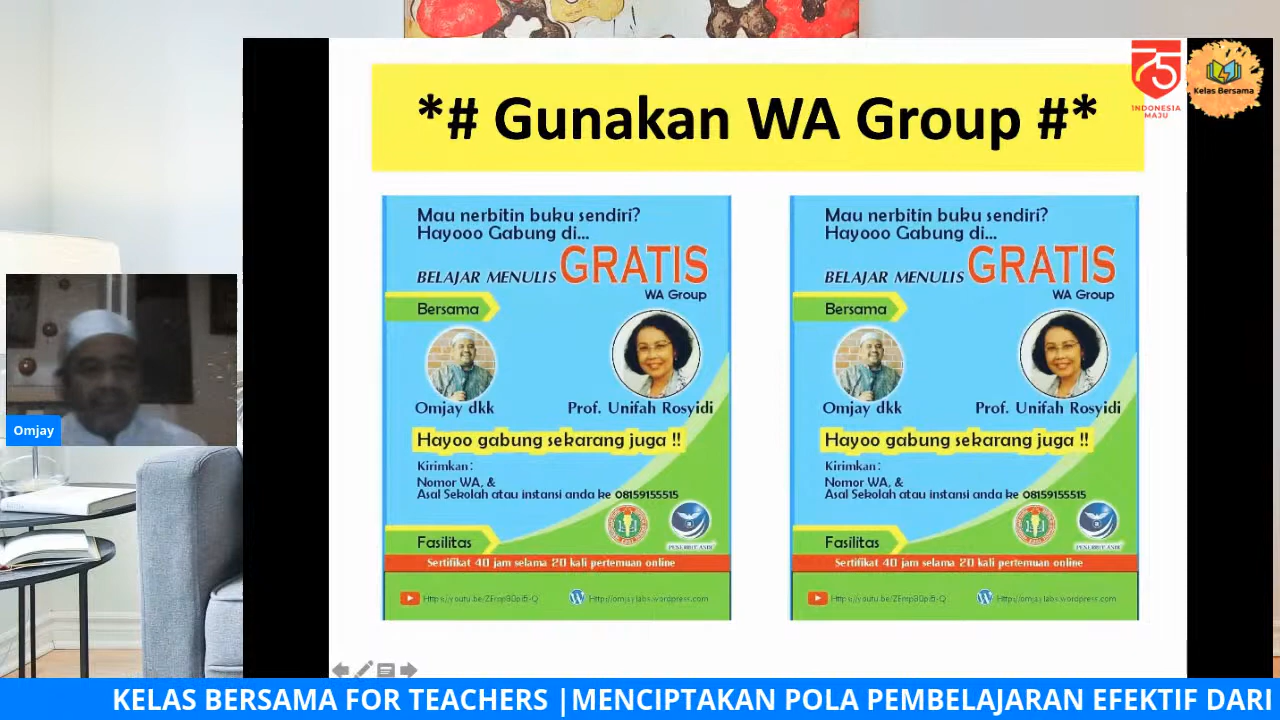 *# Gunakan WA Group #*
75
INDONESIA
MAJU
Kelas Bersama
Mau nerbitin buku sendiri?
Hayooo Gabung di...
BELAJAR MENULIS GRATIS
WA Group
Bersama
Omjay dkk
Prof. Unifah Rosyidi
Hayoo gabung sekarang juga !!
Kirimkan :
Nomor WA, &
Asal Sekolah atau instansi anda ke 08159155515
PENERBIT ANDI
Fasilitas
Sertifikat 40 jam selama 20 kali pertemuan online
Mau nerbitin buku sendiri?
Hayooo Gabung di...
BELAJAR MENULIS GRATIS
WA Group
Bersama
Omjay dkk
Prof. Unifah Rosyidi
Hayoo gabung sekarang juga !!
Kirimkan :
Nomor WA, &
Asal Sekolah atau instansi anda ke 08159155515
PENERBIT ANDI
Fasilitas
Sertifikat 40 jam selama 20 kali pertemuan online
Omjay
KELAS BERSAMA FOR TEACHERS |MENCIPTAKAN POLA PEMBELAJARAN EFEKTIF DARI